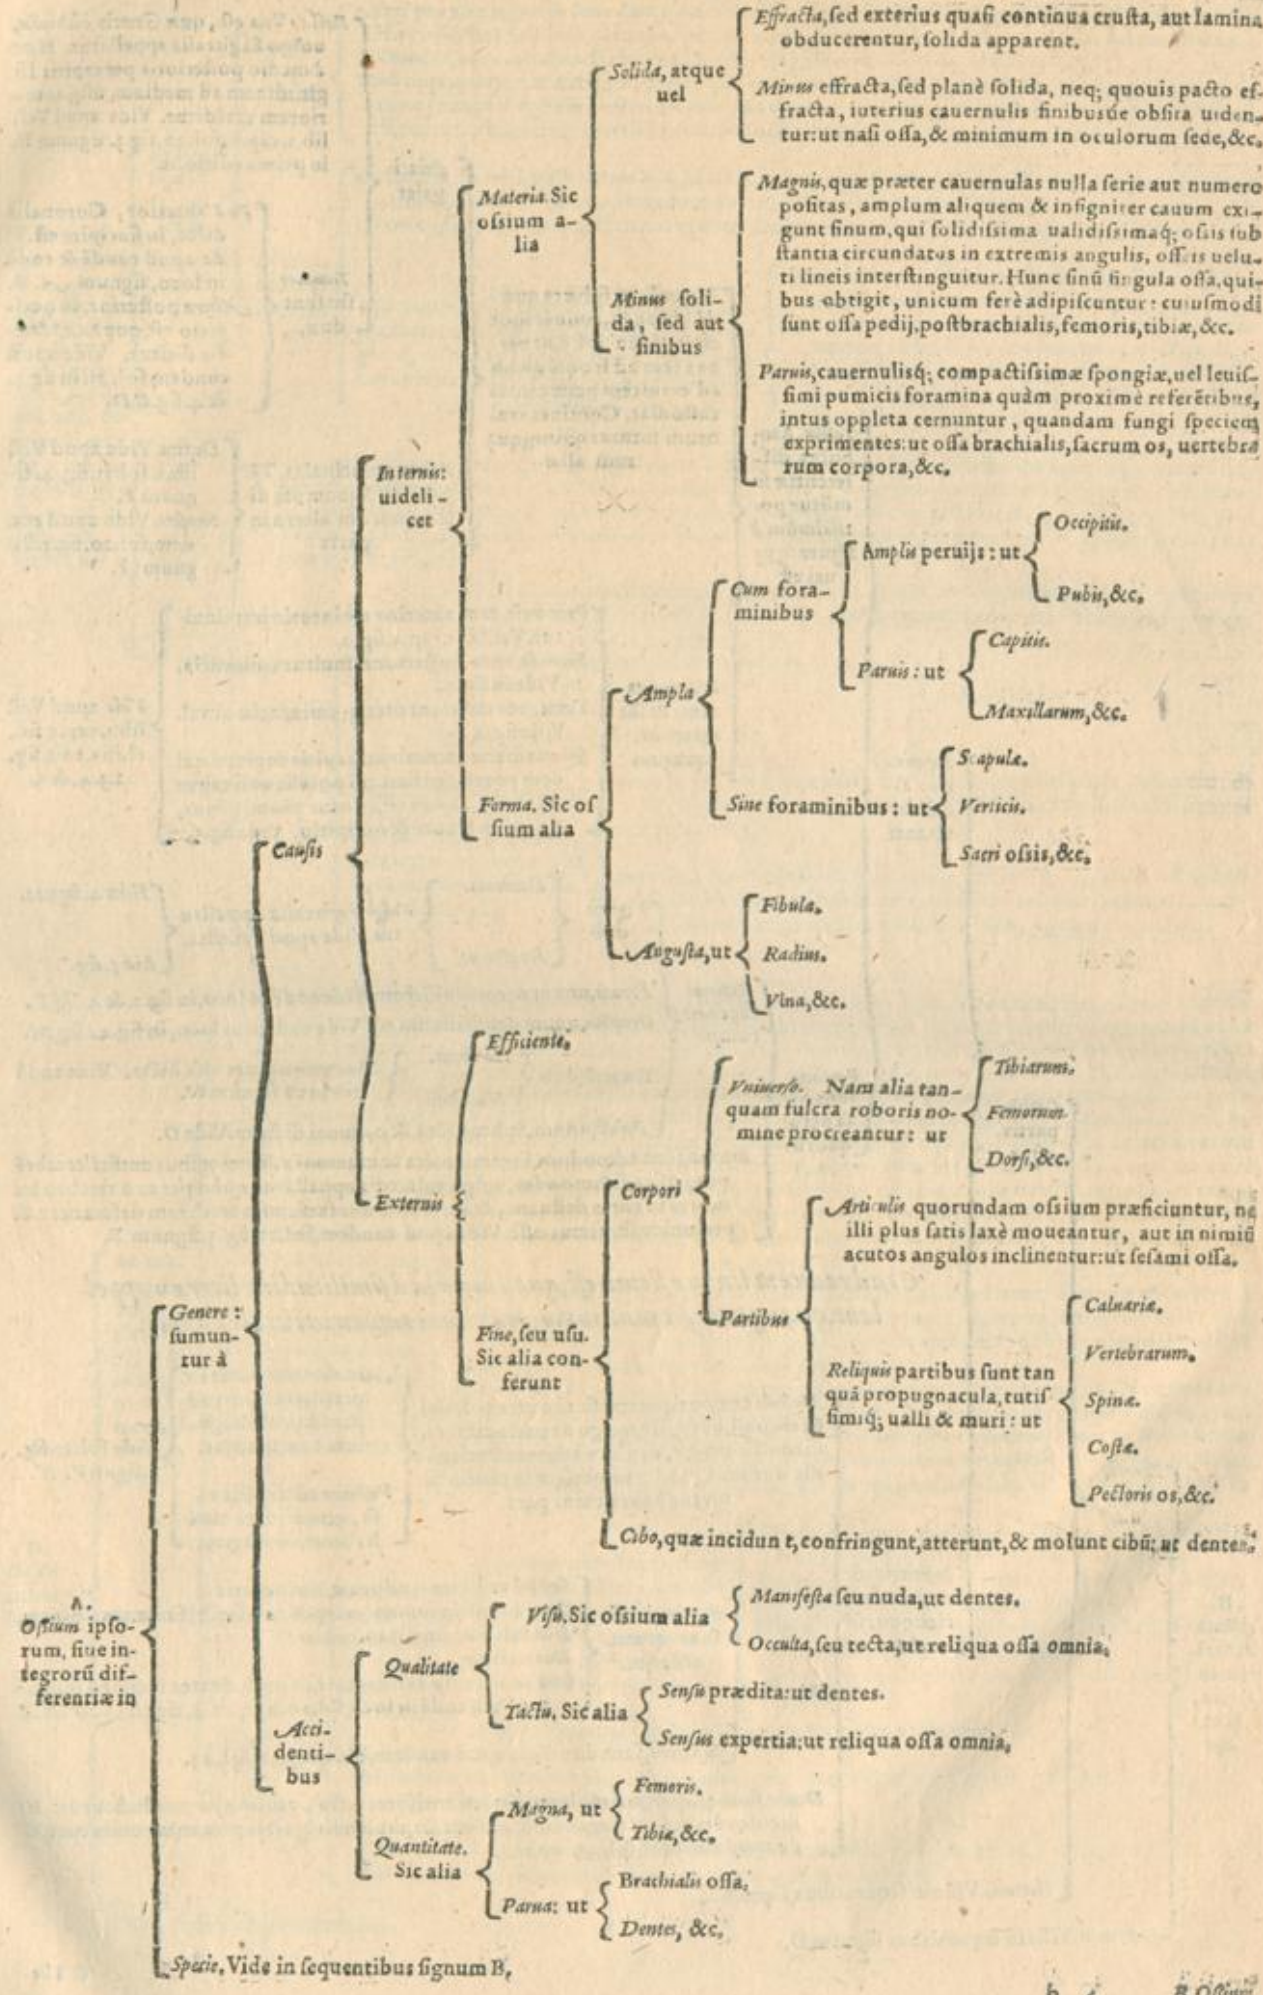 Effracta, sed exterius quasi continua crusta, aut lamina
obducerentur, solida apparent.
Solida, atque
uel
Minus effracta, sed planè solida, neq; quouis pacto ef-
fracta, interius cauernulis finibusúe obsita uiden-
tur: ut nasi ossa, & minimum in oculorum sede, &c.
Materia. Sic
ossium a-
lia
Magnis, quæ præter cauernulas nulla serie aut numero
positas, amplum aliquem & insigniter cauum exi-
gunt sinum, qui solidissima ualidissimaq́; ossis sub
stantia circundatus in extremis angulis, osseis uelu-
ti lineis interstinguitur. Hunc sinū singula ossa, qui-
bus obtigit, unicum ferè adipiscuntur: cuiusmodi
sunt ossa pedij, postbrachialis, femoris, tibiæ, &c.
Minus soli-
da, sed aut
sinibus
Paruis, cauernulisq́; compactissimæ spongiæ, uel leuis-
simi pumicis foramina quàm proximè referētibus,
intus oppleta cernuntur, quandam fungi speciem
exprimentes: ut ossa brachialis, sacrum os, uertebra
rum corpora, &c.
Internis:
uideli-
cet
Occipitis.
Amplis peruijs: ut
Pubis, &c.
Cum fora-
minibus
Capitis.
Paruis: ut
Maxillarum, &c.
Ampla
Scapulæ.
Sine foraminibus: ut
Verticis.
Sacri ossis, &c.
Forma. Sic os
sium alia
Causis
Fibula.
Augusta, ut
Radius.
Vlna, &c.
Efficiente.
Vniuerso. Nam alia tan-
quam fulcra roboris no-
mine procreantur: ut
Tibiarum.
Femorum.
Dorsi, &c.
Corpori
Externis
Articulis quorundam ossium præficiuntur, ne
illi plus satis laxè moueantur, aut in nimiū
acutos angulos inclinentur: ut sesami ossa.
Partibus
Genere:
sumun-
tur à
Fine, seu usu.
Sic alia con-
ferunt
Reliquis partibus sunt tan
quā propugnacula, tutis
simiq́; ualli & muri: ut
Caluariæ.
Vertebrarum.
Spinæ.
Costæ.
Pectoris os, &c.
Cibo, quæ incidunt, confringunt, atterunt, & molunt cibū: ut dentes.
A.
Ossium ipso-
rum, siue in-
tegrorū dif-
ferentiæ in
Manifesta seu nuda, ut dentes.
Visu. Sic ossium alia
Occulta, seu tecta, ut reliqua ossa omnia.
Qualitate
Sensu prædita: ut dentes.
Tactu. Sic alia
Sensus expertia: ut reliqua ossa omnia.
Acci-
denti-
bus
Femoris.
Magna, ut
Tibiæ, &c.
Quantitate.
Sic alia
Brachialis ossa.
Parua: ut
Dentes, &c.
Specie. Vide in sequentibus signum B.
b
B. Ossium